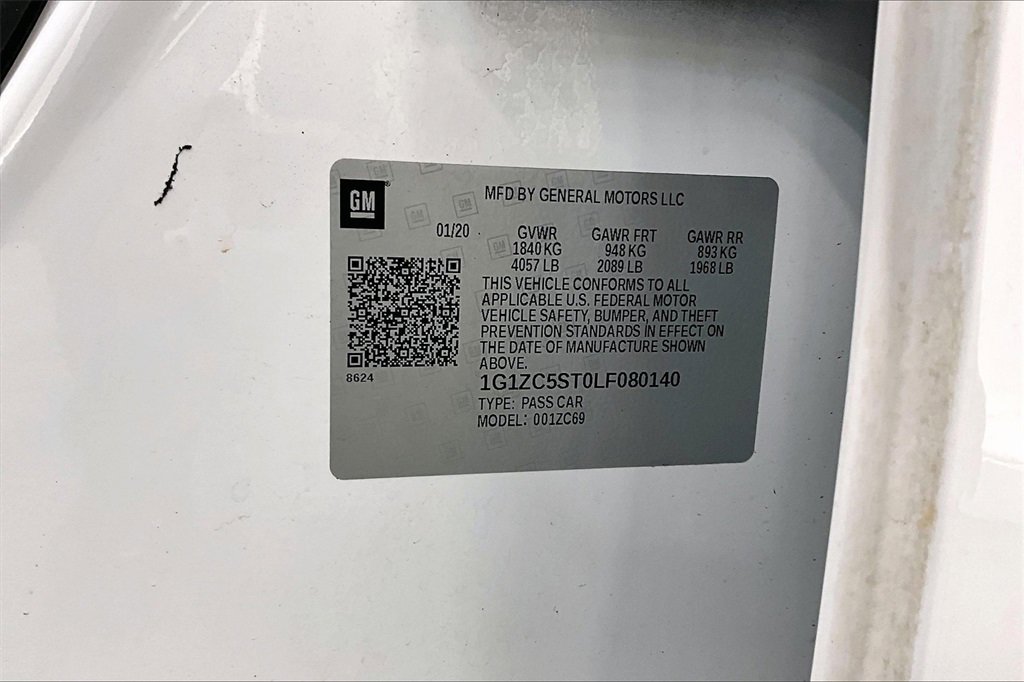 GM
MFD BY GENERAL MOTORS LLC
01/20 GVWR GAWR FRT GAWR RR
1840 KG 948 KG 893 KG
4057 LB 2089 LB 1968 LB
THIS VEHICLE CONFORMS TO ALL
APPLICABLE U.S. FEDERAL MOTOR
VEHICLE SAFETY, BUMPER, AND THEFT
PREVENTION STANDARDS IN EFFECT ON
THE DATE OF MANUFACTURE SHOWN
ABOVE.
8624
1G1ZC5ST0LF080140
TYPE: PASS CAR
MODEL: 001ZC69